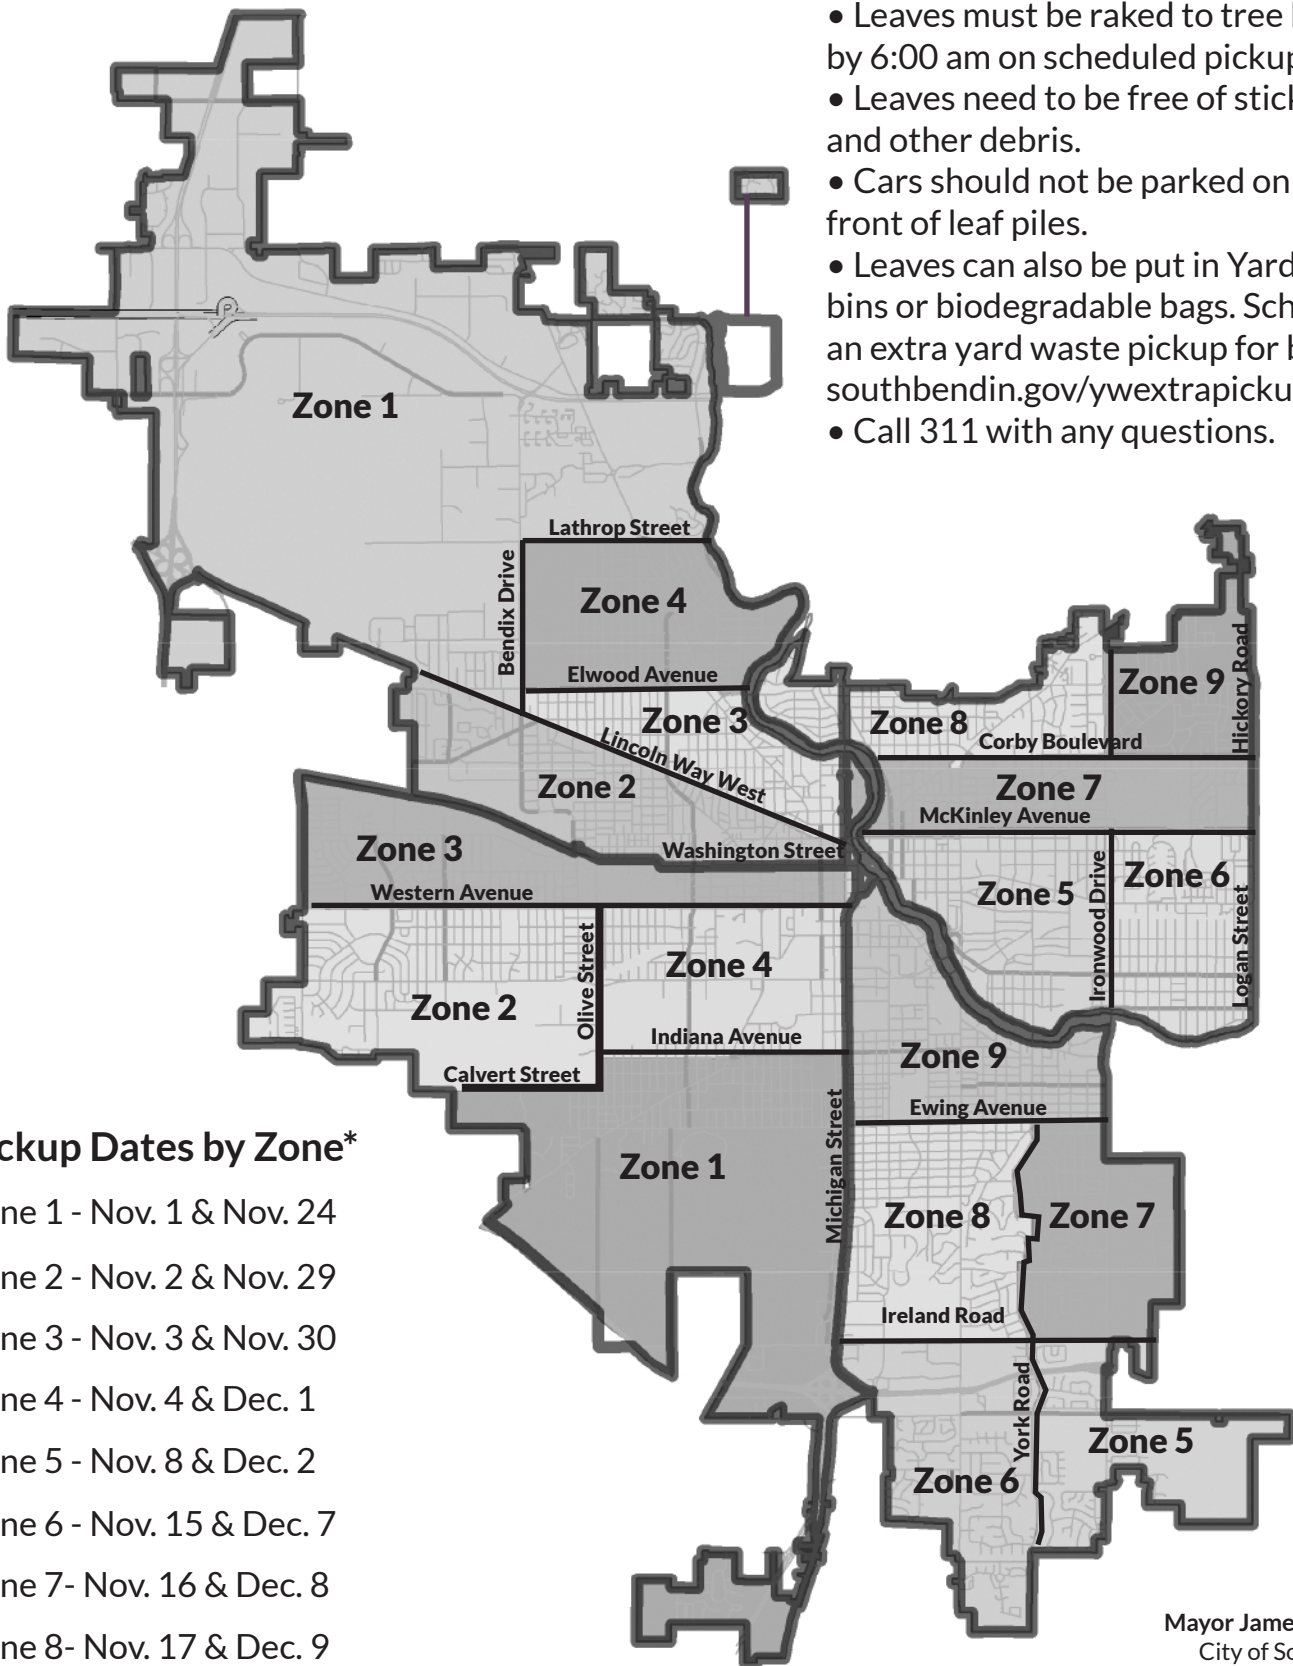 • Leaves must be raked to tree
by 6:00 am on scheduled pickup
• Leaves need to be free of stick
and other debris.
• Cars should not be parked on
front of leaf piles.
• Leaves can also be put in Yard
bins or biodegradable bags. Sch
an extra yard waste pickup for b
southbendin.gov/ywextrapicku
• Call 311 with any questions.
P
Zone 1
Lathrop Street
Bendix Drive
Zone 4
Elwood Avenue
Zone 3
Lincoln Way West
Zone 2
Washington Street
Zone 8
Corby Boulevard
Zone 9
Hickory Road
Zone 7
McKinley Avenue
Zone 3
Western Avenue
Zone 5
Ironwood Drive
Zone 6
Logan Street
Zone 2
Olive Street
Zone 4
Indiana Avenue
Calvert Street
Zone 9
Ewing Avenue
Zone 1
Michigan Street
Zone 8
Zone 7
Ireland Road
York Road
Zone 6
Zone 5
ckup Dates by Zone*
ne 1 - Nov. 1 & Nov. 24
ne 2 - Nov. 2 & Nov. 29
ne 3 - Nov. 3 & Nov. 30
ne 4 - Nov. 4 & Dec. 1
ne 5 - Nov. 8 & Dec. 2
ne 6 - Nov. 15 & Dec. 7
ne 7- Nov. 16 & Dec. 8
ne 8- Nov. 17 & Dec. 9
Mayor Jame
City of So